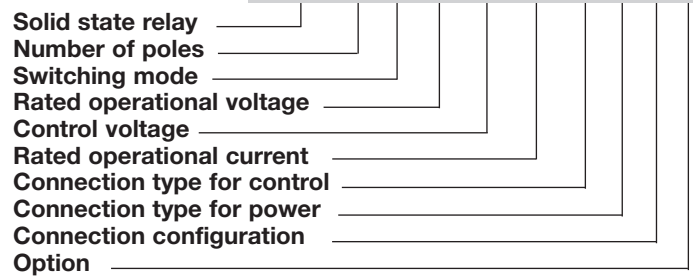 Solid state relay
Number of poles
Switching mode
Rated operational voltage
Control voltage
Rated operational current
Connection type for control
Connection type for power
Connection configuration
Option